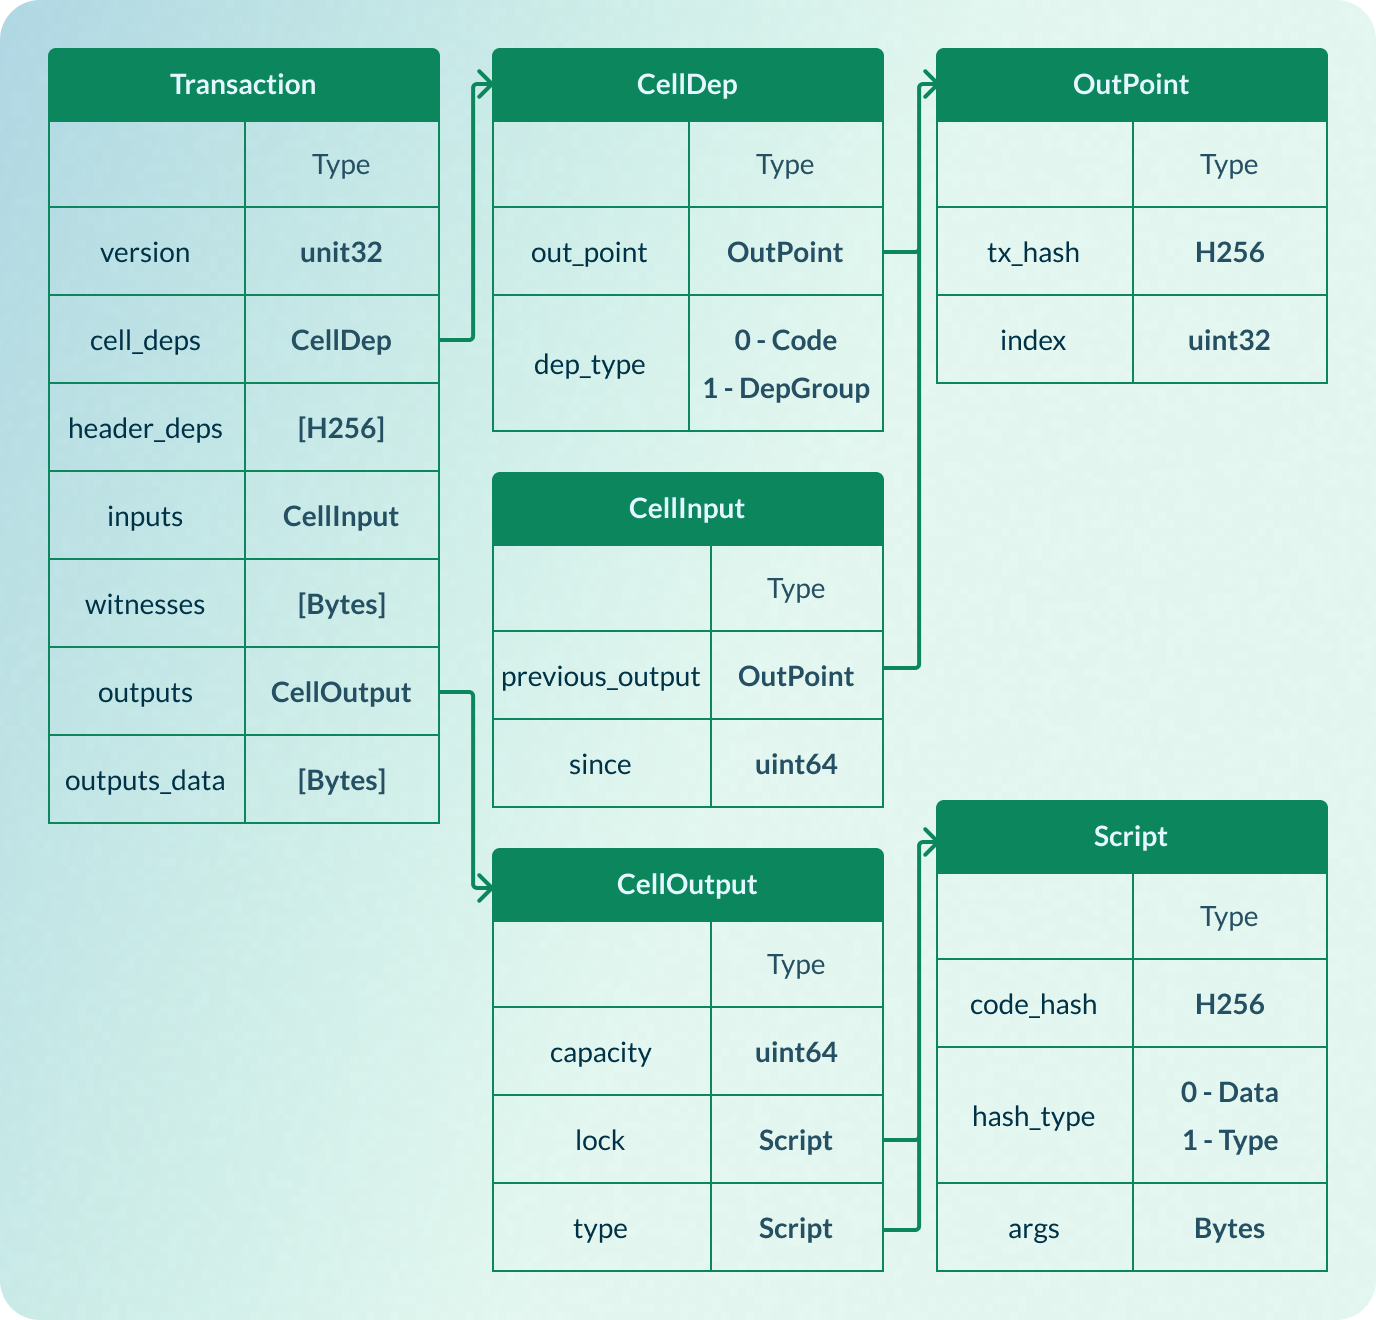 Transaction
Type
version unit32
cell_deps CellDep
header_deps [H256]
inputs CellInput
witnesses [Bytes]
outputs CellOutput
outputs_data [Bytes]
CellDep
Type
out_point OutPoint
dep_type
0 - Code
1 - DepGroup
CellInput
Type
previous_output OutPoint
since uint64
CellOutput
Type
capacity uint64
lock Script
type Script
OutPoint
Type
tx_hash H256
index uint32
Script
Type
code_hash H256
hash_type
0 - Data
1 - Type
args Bytes